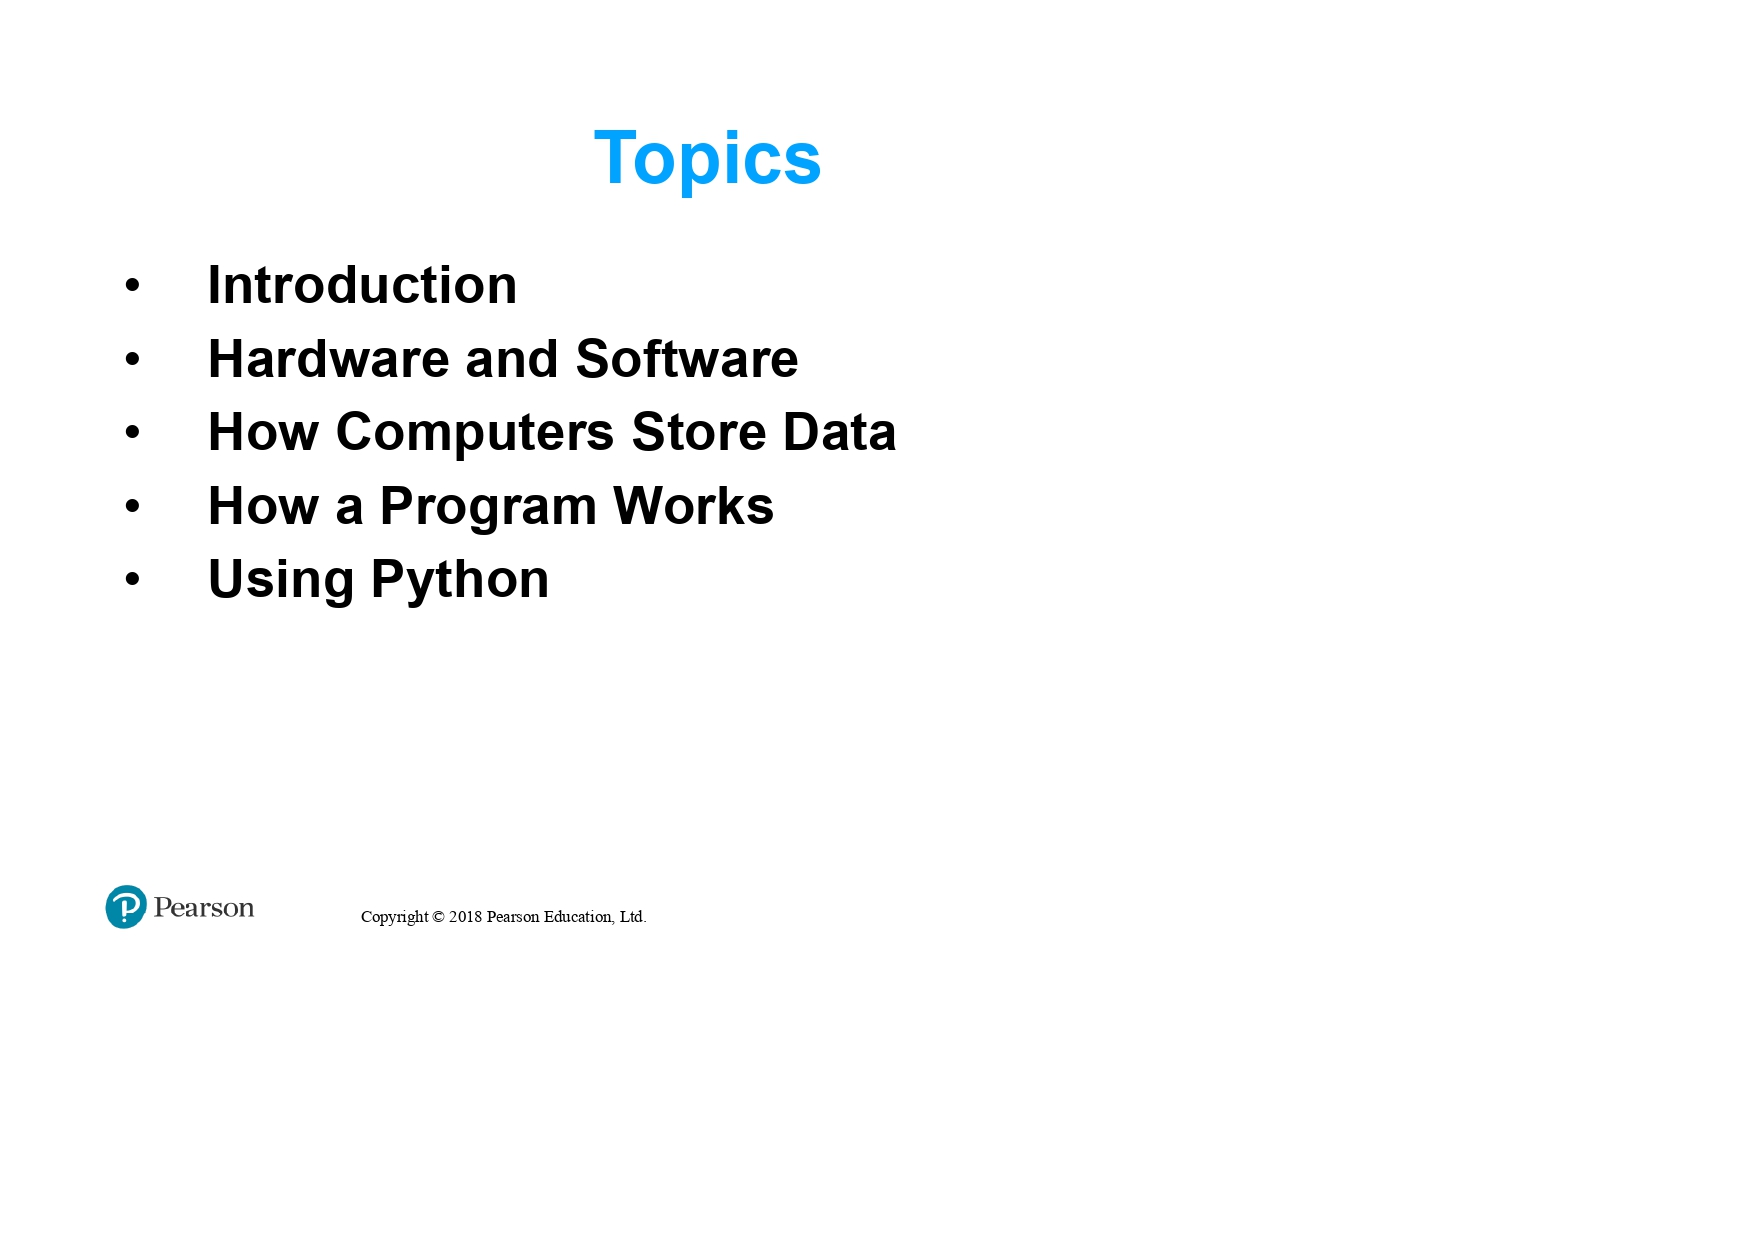 Topics
• Introduction
• Hardware and Software
• How Computers Store Data
• How a Program Works
• Using Python
Pearson
Copyright © 2018 Pearson Education, Ltd.